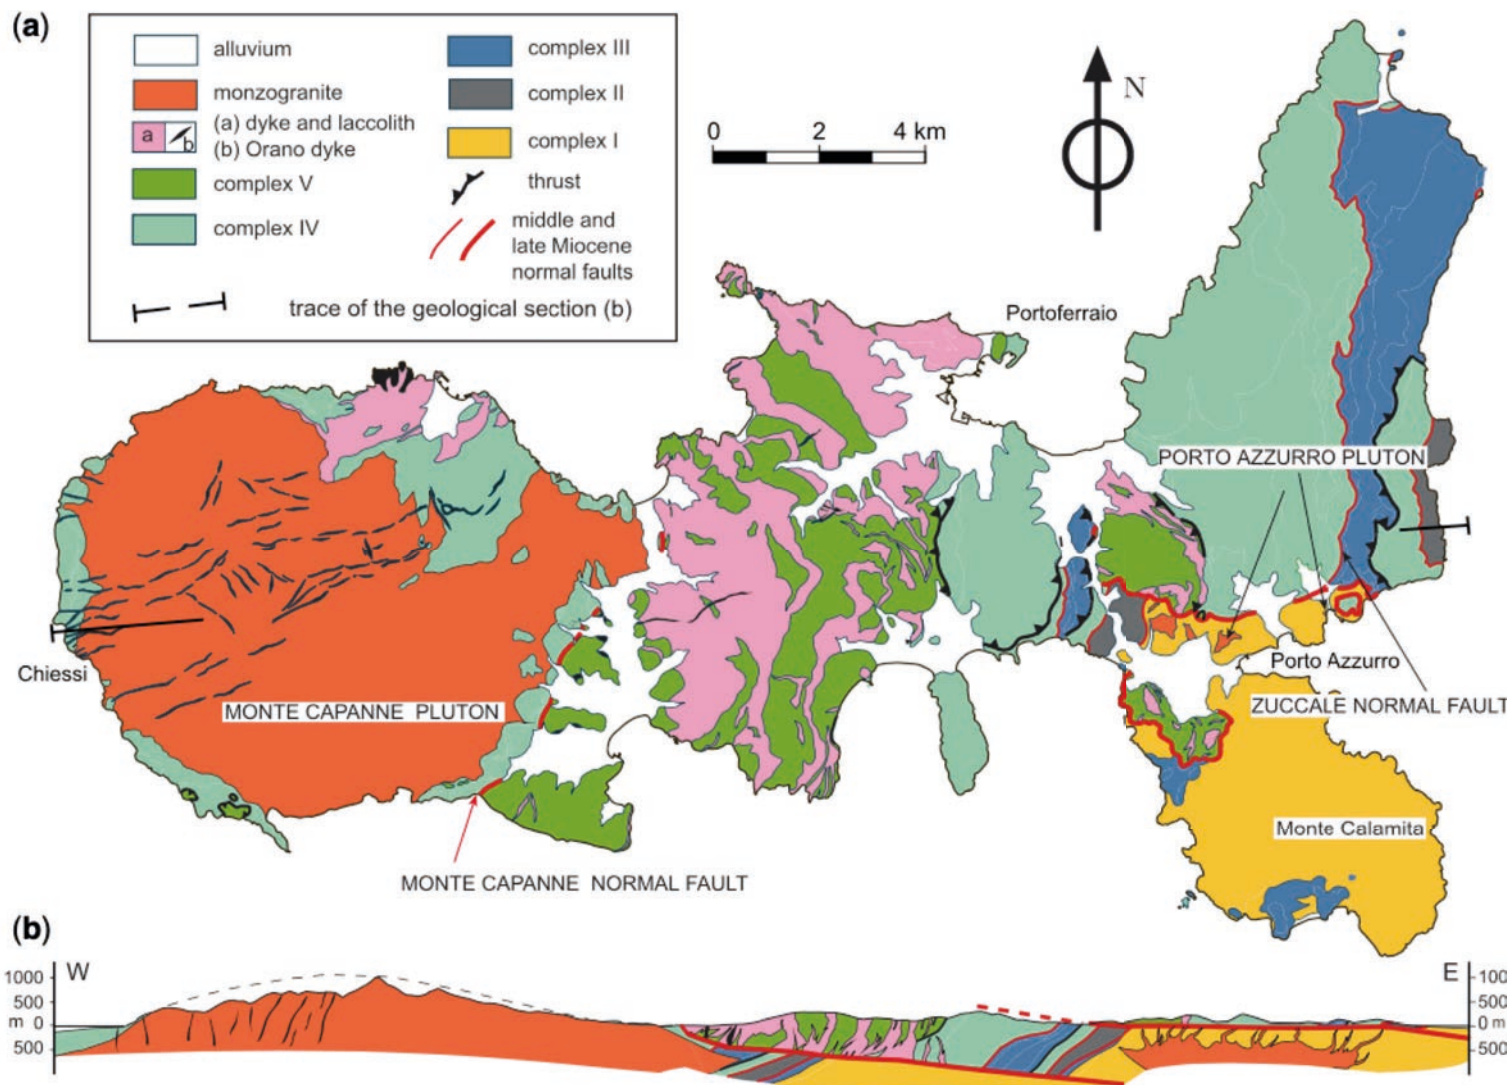 (a)
alluvium
monzogranite
a
b
(a) dyke and laccolith
(b) Orano dyke
complex V
complex IV
complex III
complex II
complex I
thrust
middle and
late Miocene
normal faults
trace of the geological section (b)
0 2 4 km
N
Portoferraio
PORTO AZZURRO PLUTON
Chiessi
MONTE CAPANNE PLUTON
Porto Azzurro
ZUCCALE NORMAL FAULT
Monte Calamita
MONTE CAPANNE NORMAL FAULT
(b)
W
E
1000
500
m 0
500
100
500
0 m
500